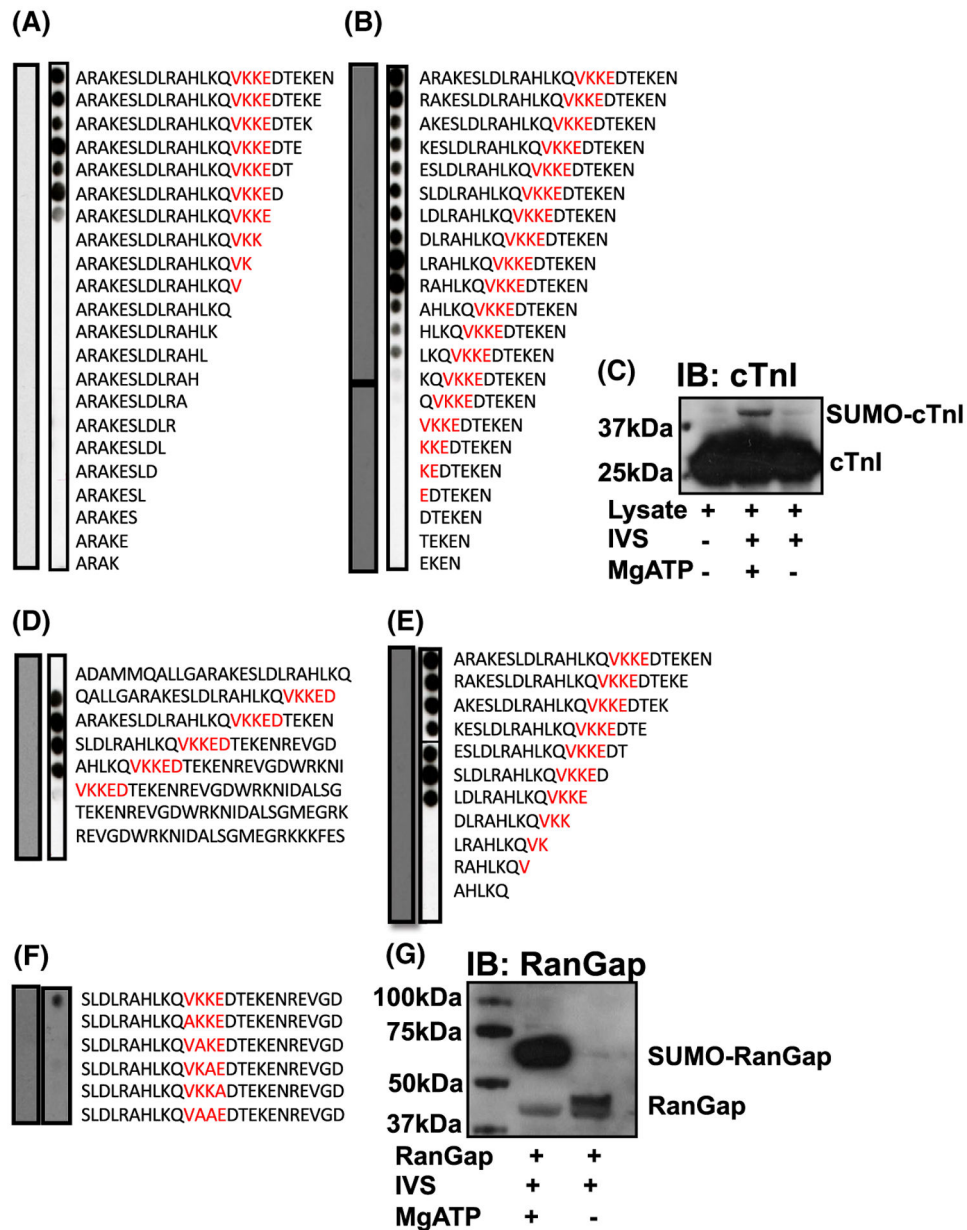 (A)
ARAKESLDLRAHLKQVKKEDTEKEN
ARAKESLDLRAHLKQVKKEDTEKE
ARAKESLDLRAHLKQVKKEDTEK
ARAKESLDLRAHLKQVKKEDTE
ARAKESLDLRAHLKQVKKEDT
ARAKESLDLRAHLKQVKKED
ARAKESLDLRAHLKQVKKE
ARAKESLDLRAHLKQVKK
ARAKESLDLRAHLKQVK
ARAKESLDLRAHLKQV
ARAKESLDLRAHLKQ
ARAKESLDLRAHLK
ARAKESLDLRAHL
ARAKESLDLRAH
ARAKESLDLRA
ARAKESLDLR
ARAKESLDL
ARAKESLD
ARAKESL
ARAKES
ARAKE
ARAK
(B)
ARAKESLDLRAHLKQVKKEDTEKEN
RAKESLDLRAHLKQVKKEDTEKEN
AKESLDLRAHLKQVKKEDTEKEN
KESLDLRAHLKQVKKEDTEKEN
ESLDLRAHLKQVKKEDTEKEN
SLDLRAHLKQVKKEDTEKEN
LDLRAHLKQVKKEDTEKEN
DLRAHLKQVKKEDTEKEN
LRAHLKQVKKEDTEKEN
RAHLKQVKKEDTEKEN
AHLKQVKKEDTEKEN
HLKQVKKEDTEKEN
LKQVKKEDTEKEN
KQVKKEDTEKEN
QVKKEDTEKEN
VKKEDTEKEN
KKEDTEKEN
KEDTEKEN
EDTEKEN
DTEKEN
TEKEN
EKEN
(C)
IB: cTnI
37kDa
25kDa
SUMO-cTnI
cTnI
Lysate + + +
IVS - + +
MgATP - + -
(D)
ADAMMQALLGARAKESLDLRAHLKQ
QALLGARAKESLDLRAHLKQVKKED
ARAKESLDLRAHLKQVKKEDTEKEN
SLDLRAHLKQVKKEDTEKENREVGD
AHLKQVKKEDTEKENREVGDWRKNI
VKKEDTEKENREVGDWRKNIDALSG
TEKENREVGDWRKNIDALSGMEGRK
REVGDWRKNIDALSGMEGRKKKFES
(E)
ARAKESLDLRAHLKQVKKEDTEKEN
RAKESLDLRAHLKQVKKEDTEKE
AKESLDLRAHLKQVKKEDTEK
KESLDLRAHLKQVKKEDTE
ESLDLRAHLKQVKKEDT
SLDLRAHLKQVKKED
LDLRAHLKQVKKE
DLRAHLKQVKK
LRAHLKQVK
RAHLKQV
AHLKQ
(F)
SLDLRAHLKQVKKEDTEKENREVGD
SLDLRAHLKQAKKEDTEKENREVGD
SLDLRAHLKQVAKEDTEKENREVGD
SLDLRAHLKQVKAEDTEKENREVGD
SLDLRAHLKQVKKADTEKENREVGD
SLDLRAHLKQVAAEDTEKENREVGD
(G)
IB: RanGap
100kDa
75kDa
50kDa
37kDa
SUMO-RanGap
RanGap
RanGap + +
IVS + +
MgATP + -